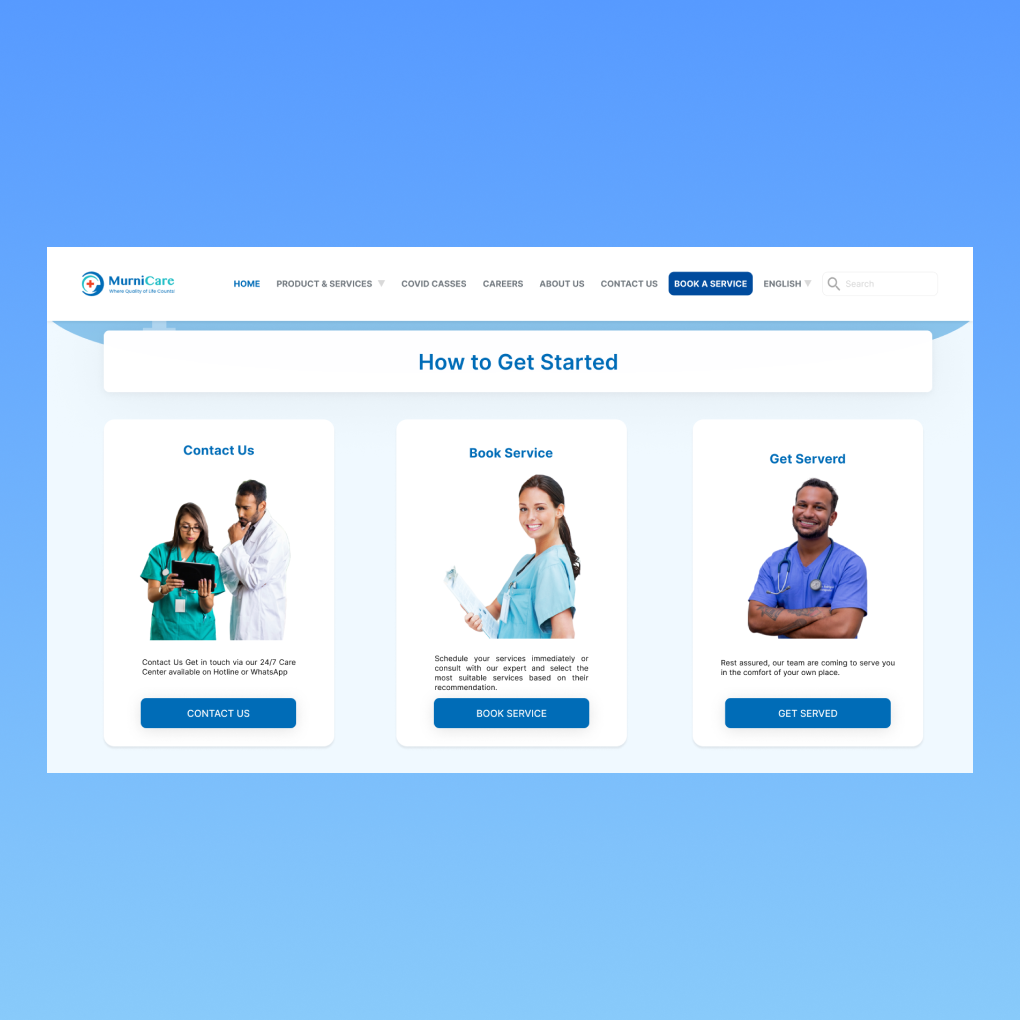 MurniCare
Where Quality of Life Counts!
HOME
PRODUCT & SERVICES
COVID CASSES
CAREERS
ABOUT US
CONTACT US
BOOK A SERVICE
ENGLISH
Search
How to Get Started
Contact Us
Contact Us Get in touch via our 24/7 Care
Center available on Hotline or WhatsApp
CONTACT US
Book Service
Schedule your services immediately or
consult with our expert and select the
most suitable services based on their
recommendation.
BOOK SERVICE
Get Serverd
Rest assured, our team are coming to serve you
in the comfort of your own place.
GET SERVED